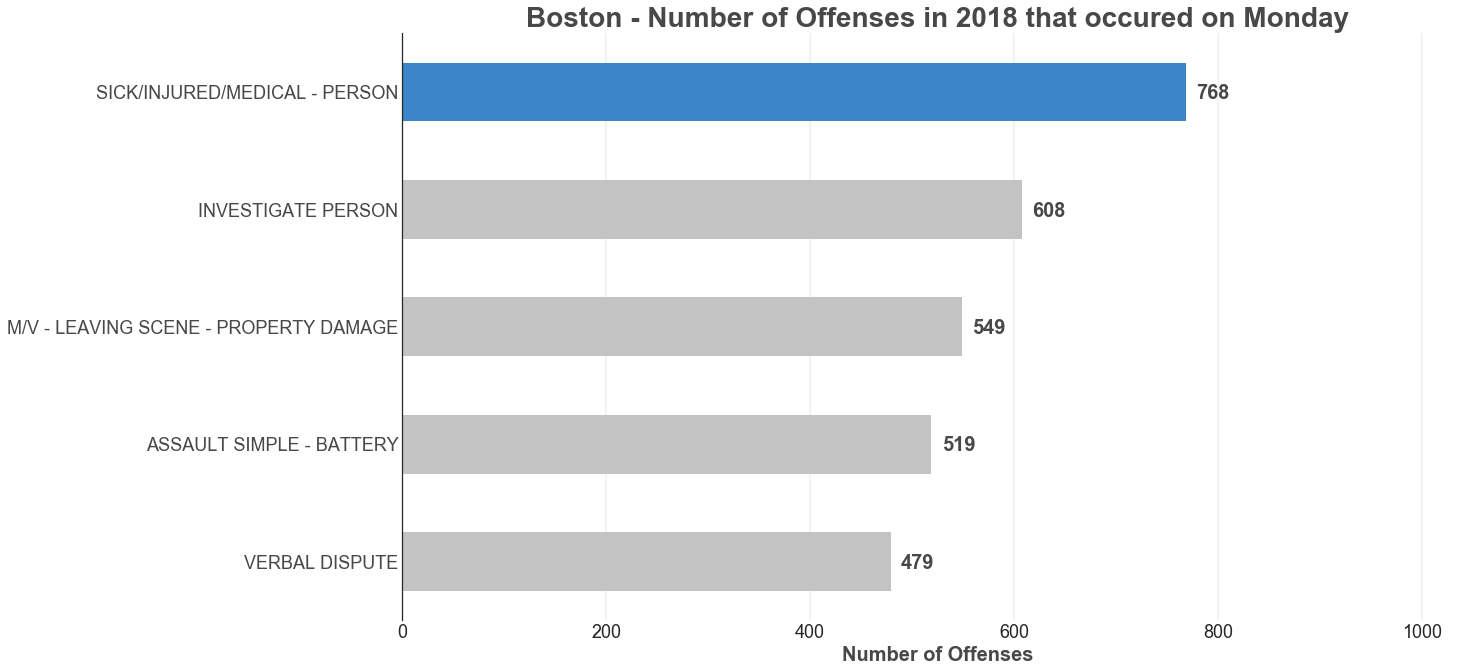 Boston - Number of Offenses in 2018 that occured on Monday
SICK/INJURED/MEDICAL - PERSON
768
INVESTIGATE PERSON
608
M/V - LEAVING SCENE - PROPERTY DAMAGE
549
ASSAULT SIMPLE - BATTERY
519
VERBAL DISPUTE
479
0 200 400 600 800 1000
Number of Offenses